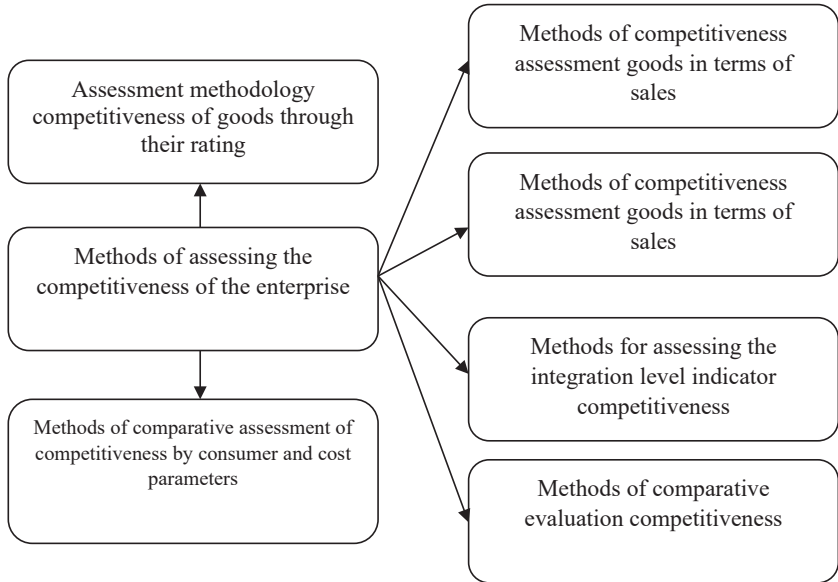 Assessment methodology
competitiveness of goods through
their rating
Methods of assessing the
competitiveness of the enterprise
Methods of comparative assessment of
competitiveness by consumer and cost
parameters
Methods of competitiveness
assessment goods in terms of
sales
Methods of competitiveness
assessment goods in terms of
sales
Methods for assessing the
integration level indicator
competitiveness
Methods of comparative
evaluation competitiveness